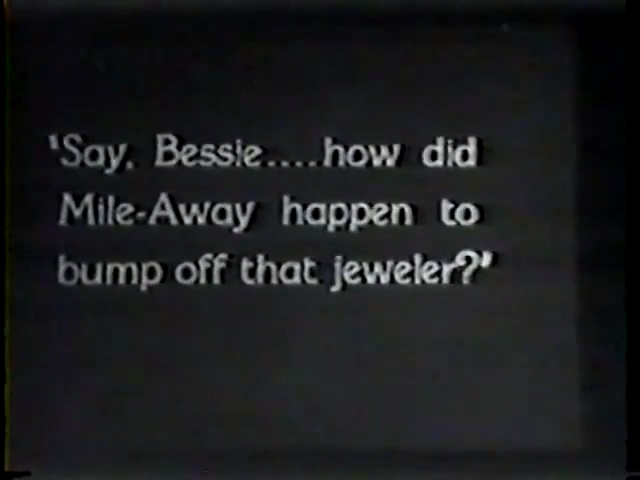 'Say, Bessie.....how did
Mile-Away happen to
bump off that jeweler?'